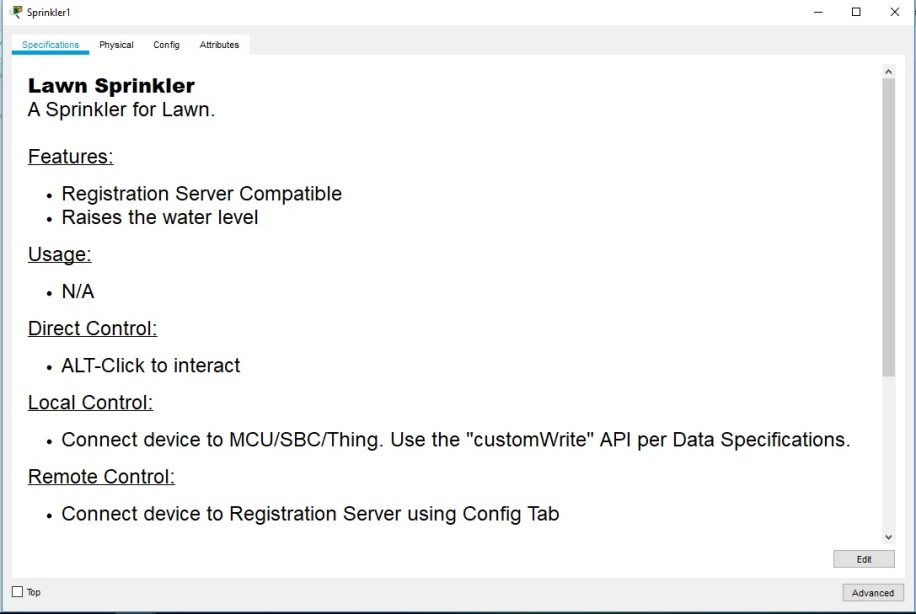 Sprinkler1
Specifications Physical Config Attributes
Lawn Sprinkler
A Sprinkler for Lawn.
Features:
• Registration Server Compatible
• Raises the water level
Usage:
• N/A
Direct Control:
• ALT-Click to interact
Local Control:
• Connect device to MCU/SBC/Thing. Use the "customWrite" API per Data Specifications.
Remote Control:
• Connect device to Registration Server using Config Tab
Edit
Top
Advanced